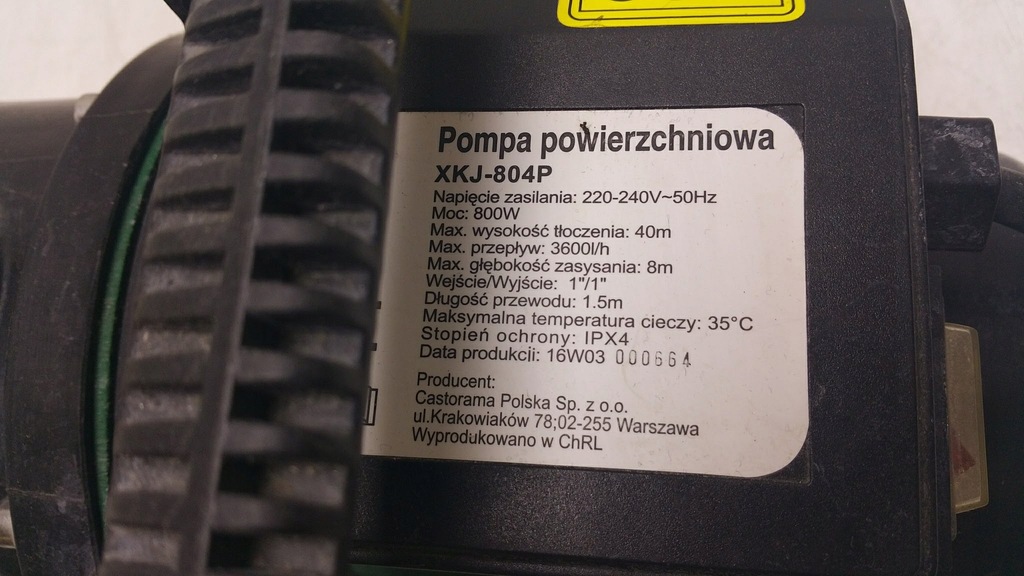 Pompa powierzchniowa
XKJ-804P
Napięcie zasilania: 220-240V~50Hz
Moc: 800W
Max. wysokość tłoczenia: 40m
Max. przepływ: 3600l/h
Max. głębokość zasysania: 8m
Wejście/Wyjście: 1"/1"
Długość przewodu: 1.5m
Maksymalna temperatura cieczy: 35°C
Stopień ochrony: IPX4
Data produkcji: 16W03 000664
Producent:
Castorama Polska Sp. z o.o.
ul.Krakowiaków 78;02-255 Warszawa
Wyprodukowano w ChRL